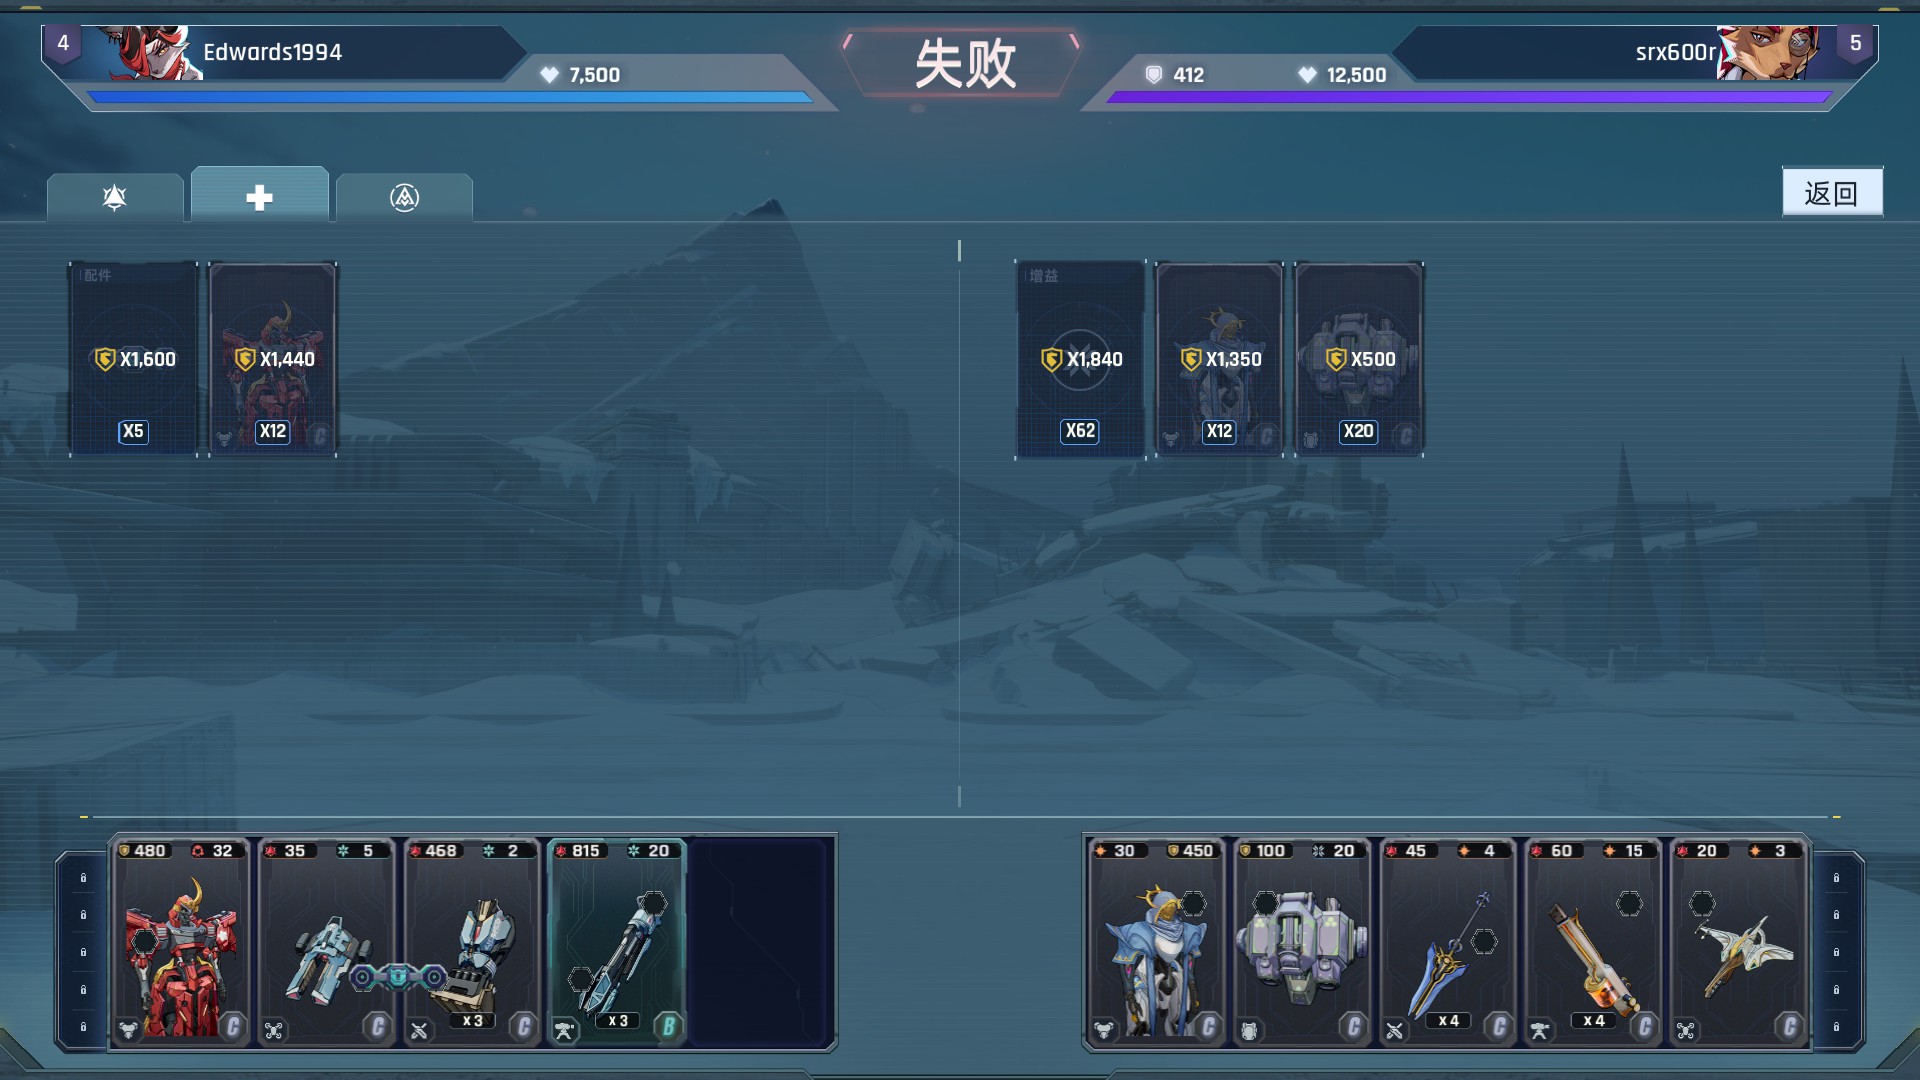 4
Edwards1994
7,500
失败
412
12,500
srx600r
5
返回
配件
X1,600
X5
X1,440
C
X12
增益
X1,840
X62
X1,350
C
X12
X500
C
X20
480 32
C
35 5
C
468 2
X3
C
815 20
X3
B
30 450
C
100 20
C
45 4
X4
C
60 15
X4
C
20 3
C